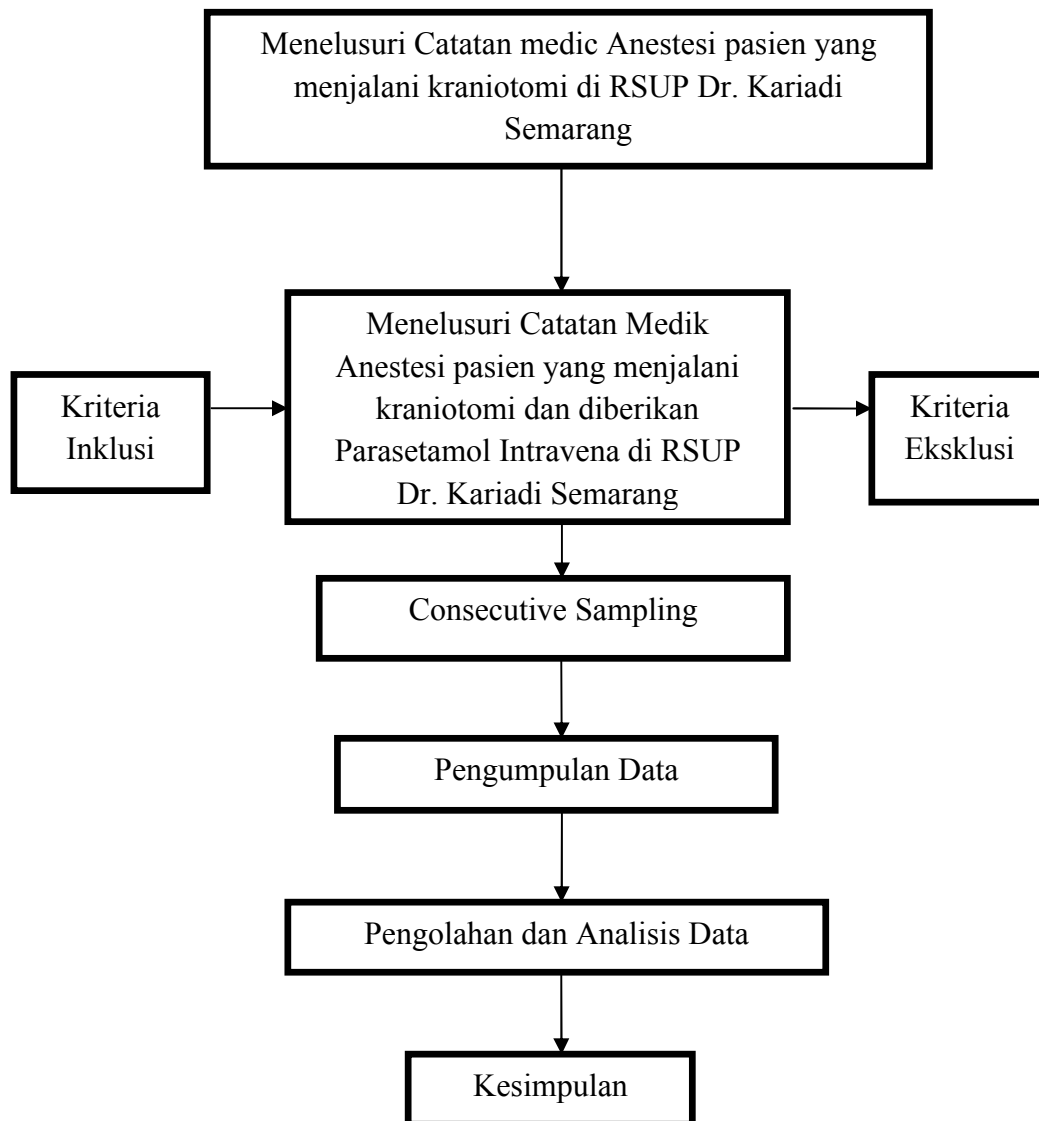 Menelusuri Catatan medic Anestesi pasien yang
menjalani kraniotomi di RSUP Dr. Kariadi
Semarang
Menelusuri Catatan Medik
Anestesi pasien yang menjalani
kraniotomi dan diberikan
Parasetamol Intravena di RSUP
Dr. Kariadi Semarang
Kriteria
Inklusi
Kriteria
Eksklusi
Consecutive Sampling
Pengumpulan Data
Pengolahan dan Analisis Data
Kesimpulan